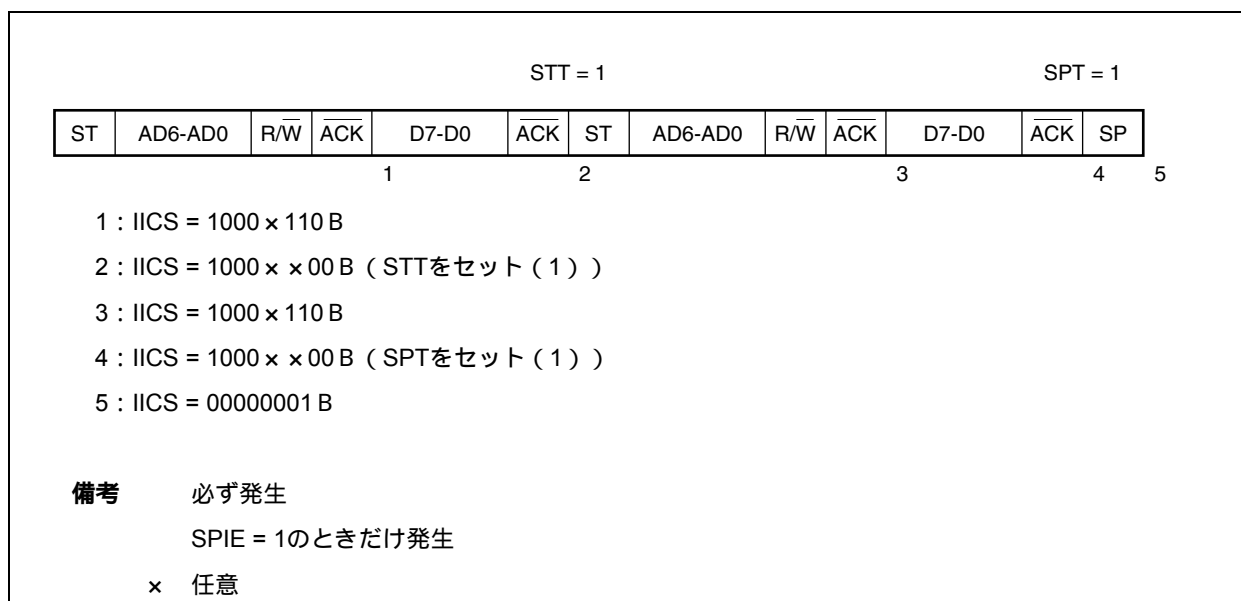 STT = 1 SPT = 1
ST AD6-AD0 R/W ACK D7-D0 ACK ST AD6-AD0 R/W ACK D7-D0 ACK SP
1 2 3 4 5
1 : IICS = 1000 × 110 B
2 : IICS = 1000 × × 00 B ( STTをセット ( 1 ) )
3 : IICS = 1000 × 110 B
4 : IICS = 1000 × × 00 B ( SPTをセット ( 1 ) )
5 : IICS = 00000001 B
備考 必ず発生
SPIE = 1のときだけ発生
× 任意